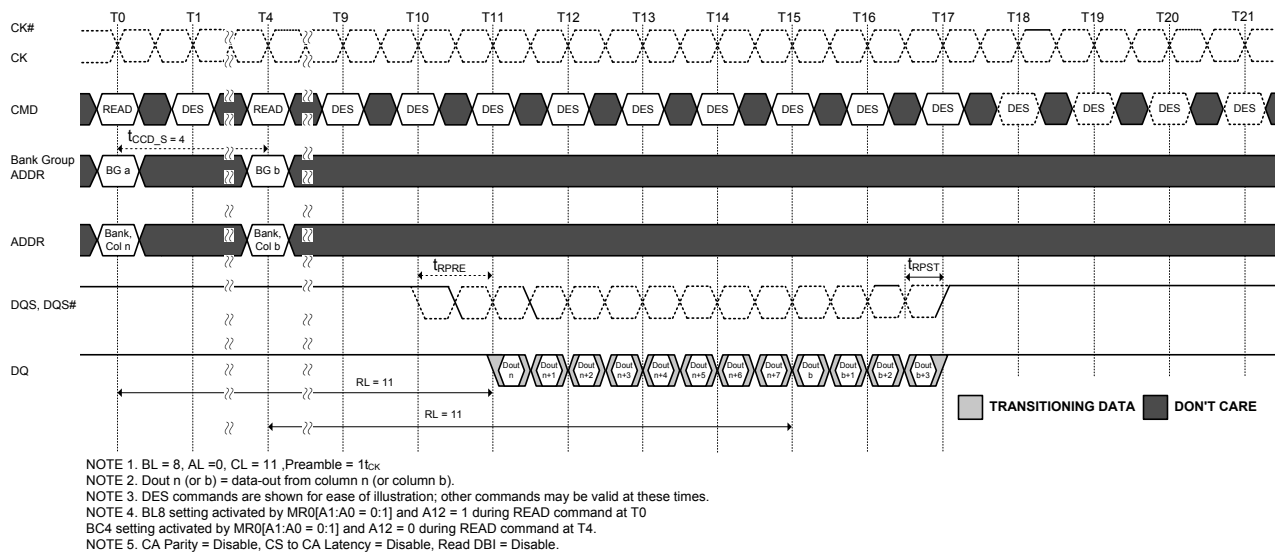 T0 T1 T4 T9 T10 T11 T12 T13 T14 T15 T16 T17 T18 T19 T20 T21
CK#
CK
CMD READ DES READ DES DES DES DES DES DES DES DES DES DES DES DES DES
tCCD_S = 4
Bank Group
ADDR
BG a BG b
ADDR
Bank,
Col n
Bank,
Col b
tRPRE tRPST
DQS, DQS#
DQ
Dout
n
Dout
n+1
Dout
n+2
Dout
n+3
Dout
n+4
Dout
n+5
Dout
n+6
Dout
n+7
Dout
b
Dout
b+1
Dout
b+2
Dout
b+3
RL = 11
RL = 11
TRANSITIONING DATA DON'T CARE
NOTE 1. BL = 8, AL =0, CL = 11 ,Preamble = 1tCK
NOTE 2. Dout n (or b) = data-out from column n (or column b).
NOTE 3. DES commands are shown for ease of illustration; other commands may be valid at these times.
NOTE 4. BL8 setting activated by MR0[A1:A0 = 0:1] and A12 = 1 during READ command at T0
BC4 setting activated by MR0[A1:A0 = 0:1] and A12 = 0 during READ command at T4.
NOTE 5. CA Parity = Disable, CS to CA Latency = Disable, Read DBI = Disable.